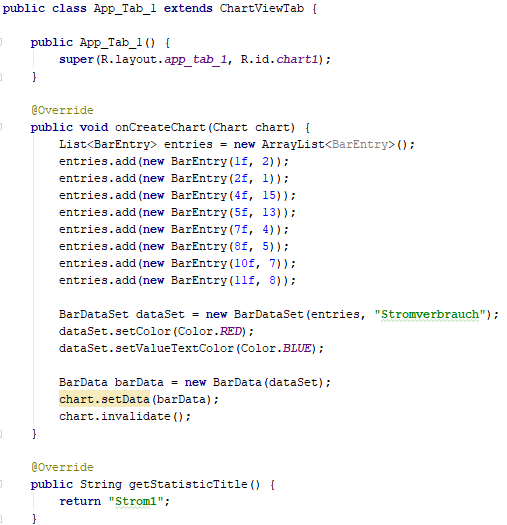 public class App_Tab_1 extends ChartViewTab {
public App_Tab_1() {
super(R.layout.app_tab_1, R.id.chart1);
}
@Override
public void onCreateChart(Chart chart) {
List<BarEntry> entries = new ArrayList<BarEntry>();
entries.add(new BarEntry(1f, 2));
entries.add(new BarEntry(2f, 1));
entries.add(new BarEntry(4f, 15));
entries.add(new BarEntry(5f, 13));
entries.add(new BarEntry(7f, 4));
entries.add(new BarEntry(8f, 5));
entries.add(new BarEntry(10f, 7));
entries.add(new BarEntry(11f, 8));
BarDataSet dataSet = new BarDataSet(entries, "Stromverbrauch");
dataSet.setColor(Color.RED);
dataSet.setValueTextColor(Color.BLUE);
BarData barData = new BarData(dataSet);
chart.setData(barData);
chart.invalidate();
}
@Override
public String getStatisticTitle() {
return "Strom1";
}